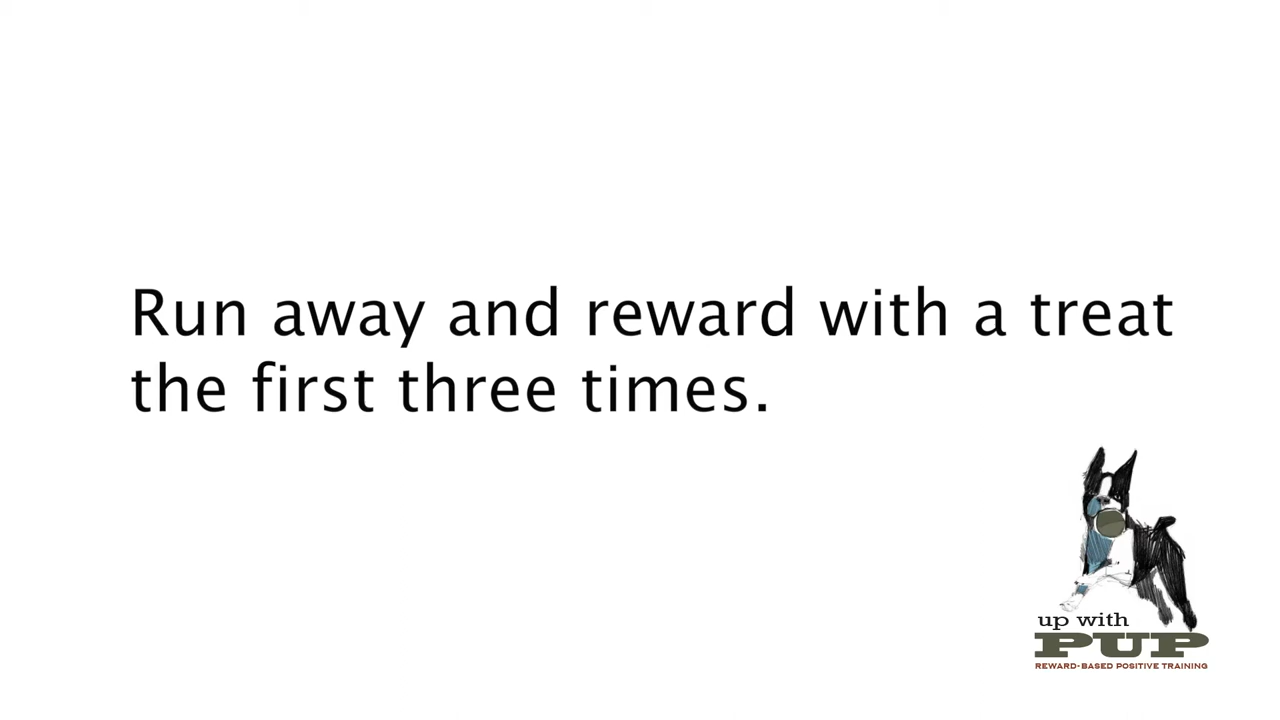 Run away and reward with a treat
the first three times.
up with
PUP
REWARD-BASED POSITIVE TRAINING